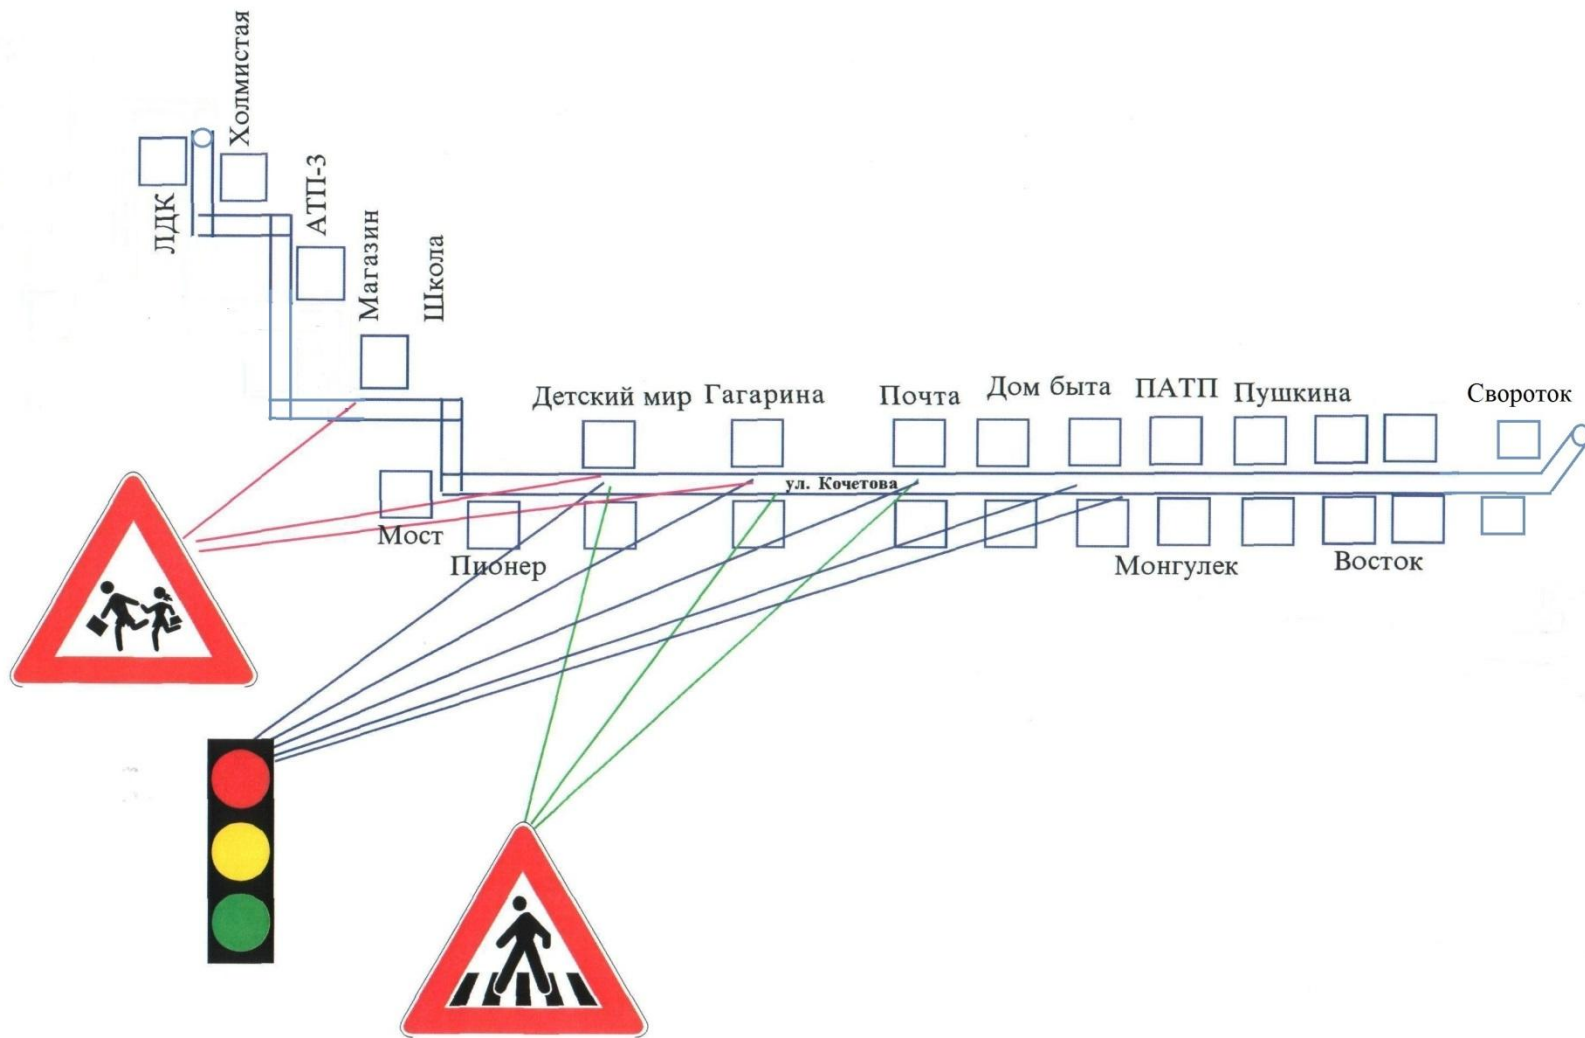 Холмистая
ЛДК
АТП-3
Магазин
Школа
Детский мир
Гагарина
Почта
Дом быта
ПАТП
Пушкина
Свороток
ул. Кочетова
Мост
Пионер
Монгулек
Восток